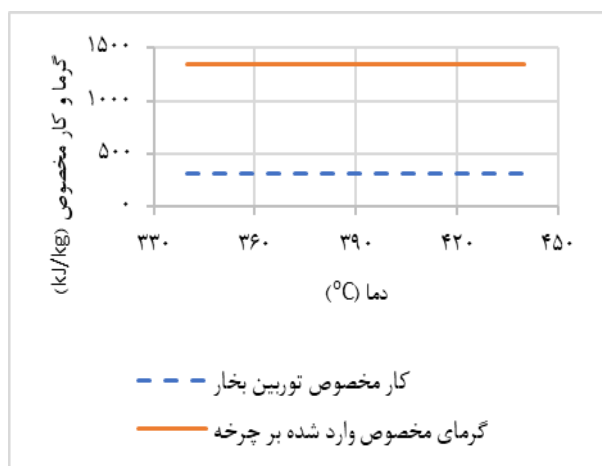 گرما و کار مخصوص (kJ/kg)
۱۵۰۰
۱۰۰۰
۵۰۰
۰
۳۳۰ ۳۶۰ ۳۹۰ ۴۲۰ ۴۵۰
دما (°C)
کار مخصوص توربین بخار
گرمای مخصوص وارد شده بر چرخه